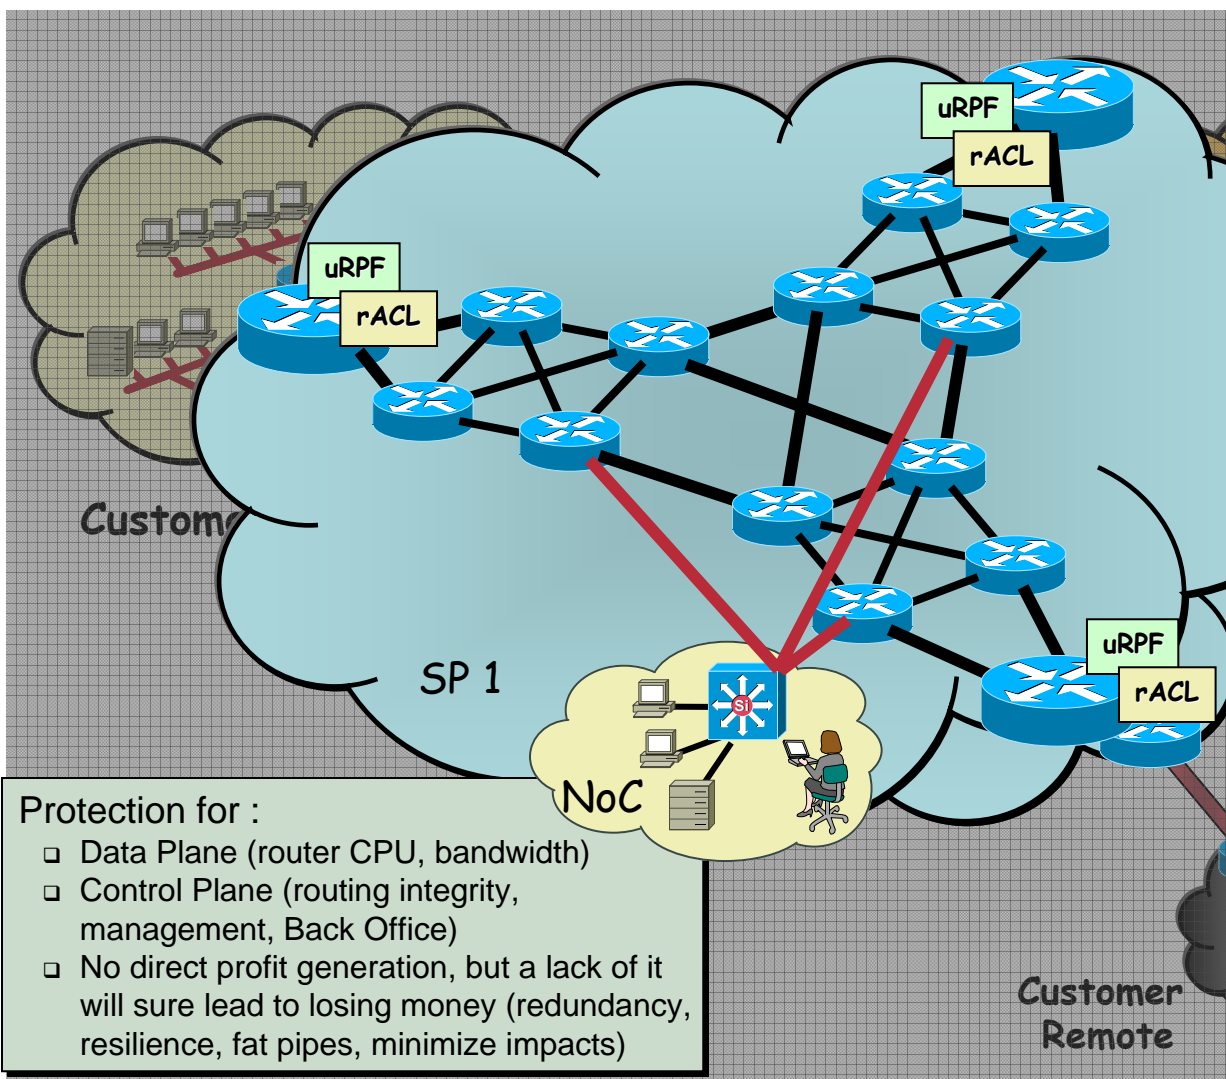 uRPF
rACL
uRPF
rACL
Si
SP 1
NoC
uRPF
rACL
Protection for :
Data Plane (router CPU, bandwidth)
Control Plane (routing integrity,
management, Back Office)
No direct profit generation, but a lack of it
will sure lead to losing money (redundancy,
resilience, fat pipes, minimize impacts)
Customer
Remote